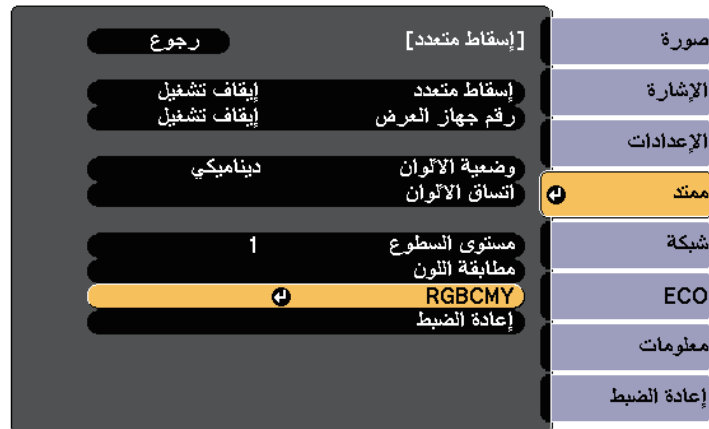 صورة
الإشارة
الإعدادات
ممتد
شبكة
ECO
معلومات
إعادة الضبط
[إسقاط متعدد] رجوع
إسقاط متعدد إيقاف تشغيل
رقم جهاز العرض إيقاف تشغيل
وضعية الألوان ديناميكي
اتساق الألوان
مستوى السطوع 1
مطابقة اللون
RGBCMY
إعادة الضبط